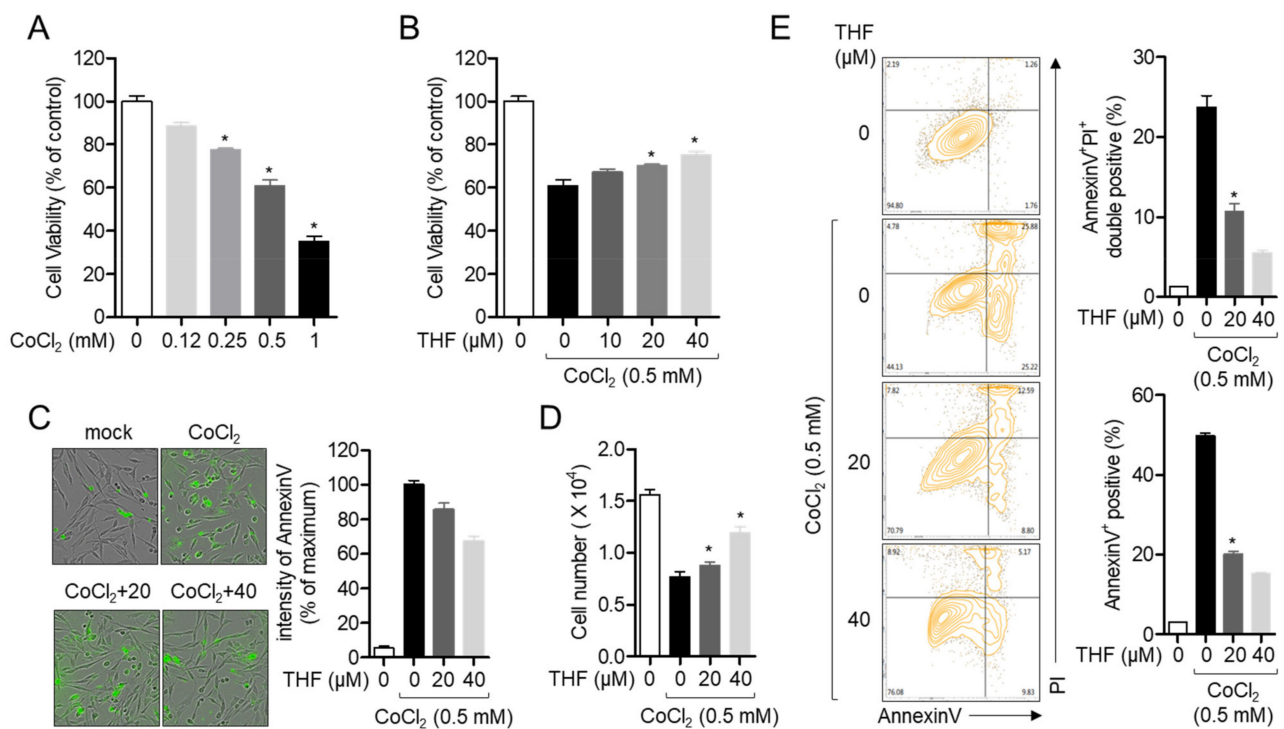 A
Cell Viability (% of control)
120
100
80
60
40
20
0
*
*
*
CoCl₂ (mM) 0 0.12 0.25 0.5 1
B
Cell Viability (% of control)
120
100
80
60
40
20
0
*
*
THF (µM) 0 0 10 20 40
CoCl₂ (0.5 mM)
C
mock CoCl₂
CoCl₂+20 CoCl₂+40
intensity of AnnexinV
(% of maximum)
120
100
80
60
40
20
0
THF (µM) 0 0 20 40
CoCl₂ (0.5 mM)
D
Cell number ( X 10⁴)
2.0
1.5
1.0
0.5
0.0
*
*
THF (µM) 0 0 20 40
CoCl₂ (0.5 mM)
E
THF
(µM)
0
2.19 1.26
94.80 1.76
CoCl₂ (0.5 mM)
0
4.78 25.88
44.13 25.22
20
7.82 12.59
70.79 8.80
40
8.92 5.17
76.08 9.83
PI
AnnexinV
AnnexinV⁺PI⁺
double positive (%)
30
20
10
0
*
THF (µM) 0 0 20 40
CoCl₂
(0.5 mM)
AnnexinV⁺ positive (%)
60
40
20
0
*
THF (µM) 0 0 20 40
CoCl₂
(0.5 mM)